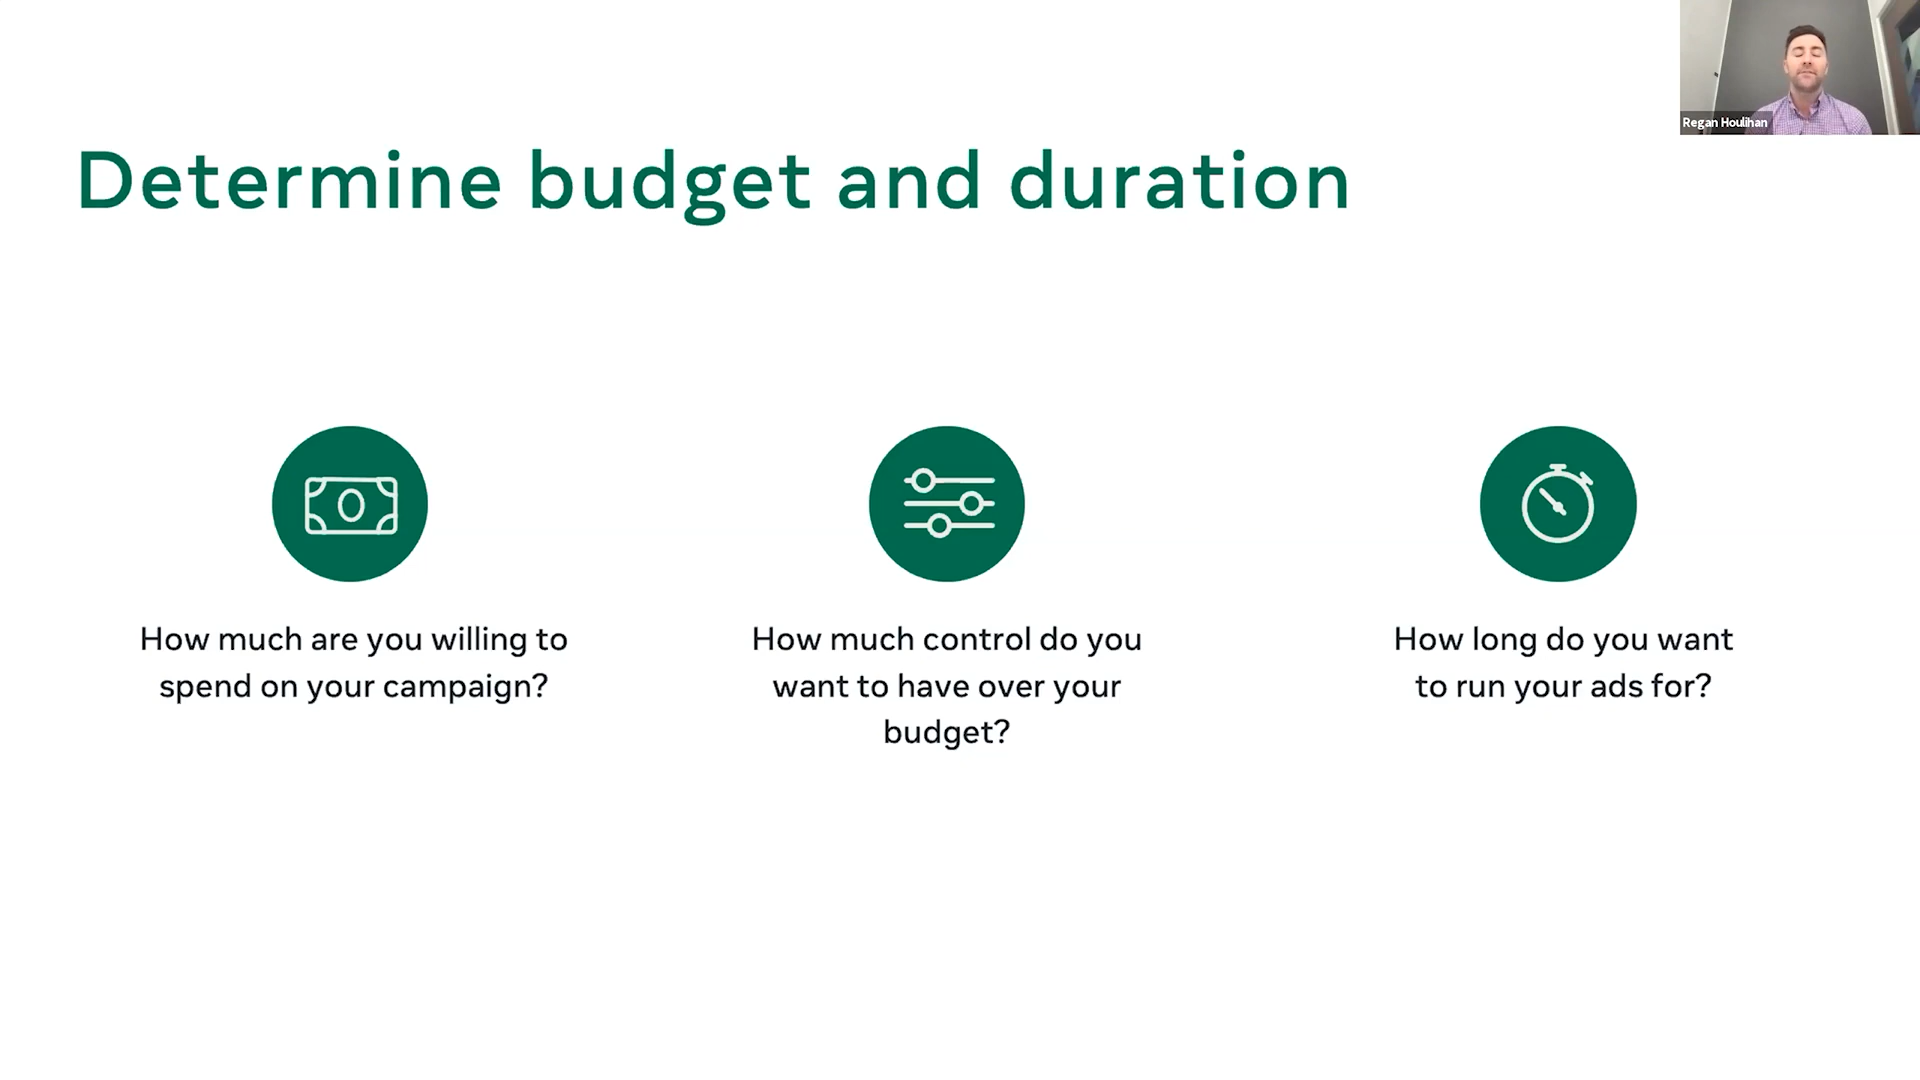 Regan Houlihan
Determine budget and duration
How much are you willing to
spend on your campaign?
How much control do you
want to have over your
budget?
How long do you want
to run your ads for?